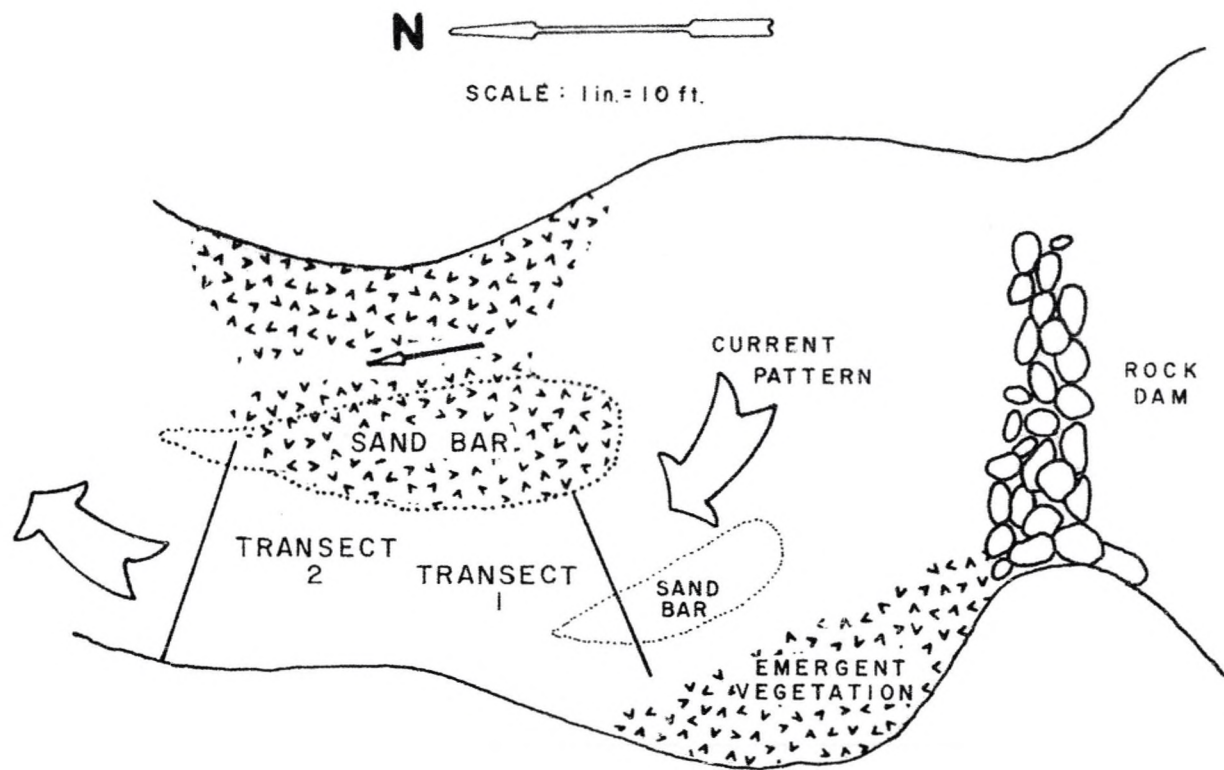 N
SCALE: 1 in. = 10 ft.
CURRENT
PATTERN
ROCK
DAM
SAND BAR
TRANSECT
2
TRANSECT
1
SAND
BAR
EMERGENT
VEGETATION